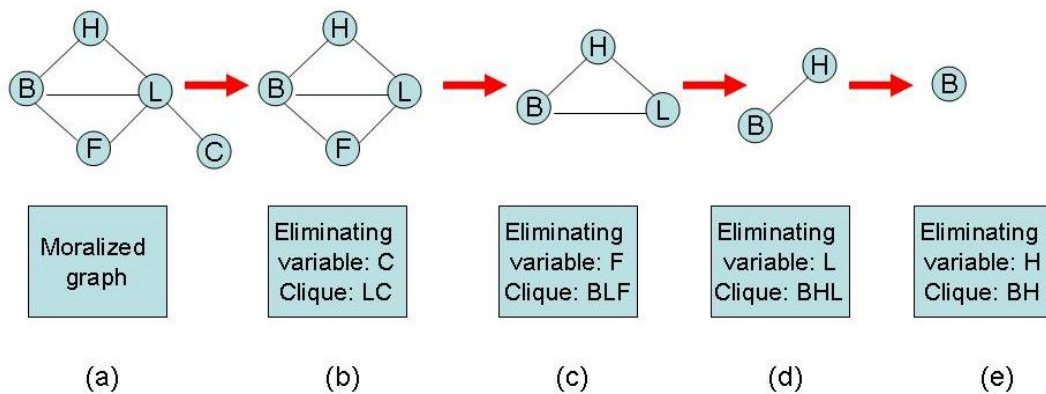 H
B
L
F
C
H
B
L
F
H
B
L
H
B
B
Moralized
graph
Eliminating
variable: C
Clique: LC
Eliminating
variable: F
Clique: BLF
Eliminating
variable: L
Clique: BHL
Eliminating
variable: H
Clique: BH
(a)
(b)
(c)
(d)
(e)